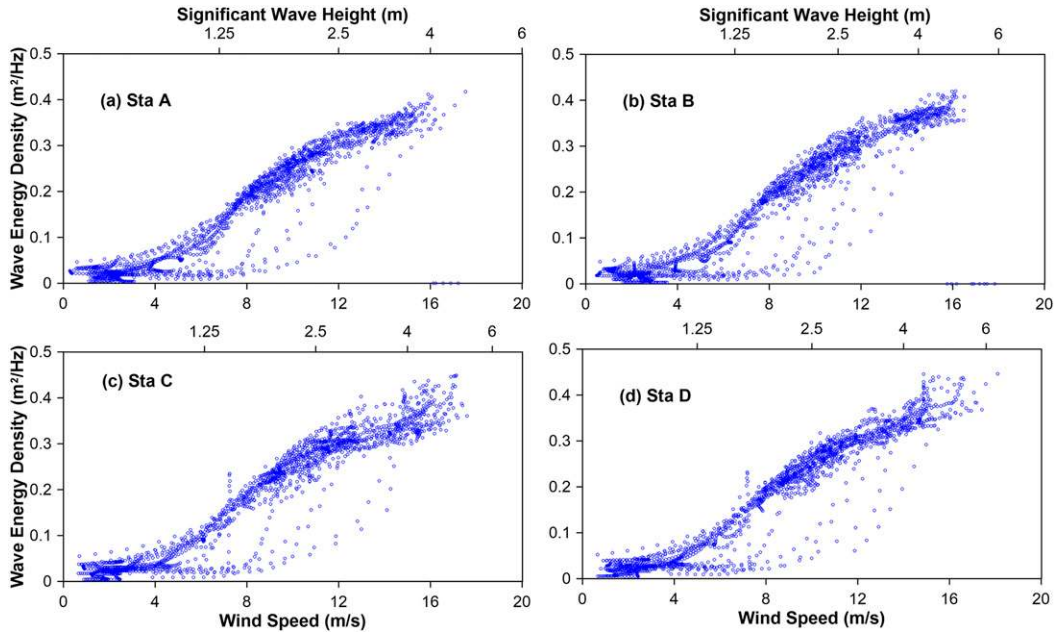 Significant Wave Height (m)
1.25 2.5 4 6
Wave Energy Density (m²/Hz)
0.5
0.4
0.3
0.2
0.1
0
(a) Sta A
0 4 8 12 16 20
Significant Wave Height (m)
1.25 2.5 4 6
0.5
0.4
0.3
0.2
0.1
0
(b) Sta B
0 4 8 12 16 20
1.25 2.5 4 6
Wave Energy Density (m²/Hz)
0.5
0.4
0.3
0.2
0.1
0
(c) Sta C
0 4 8 12 16 20
Wind Speed (m/s)
1.25 2.5 4 6
0.5
0.4
0.3
0.2
0.1
0
(d) Sta D
0 4 8 12 16 20
Wind Speed (m/s)